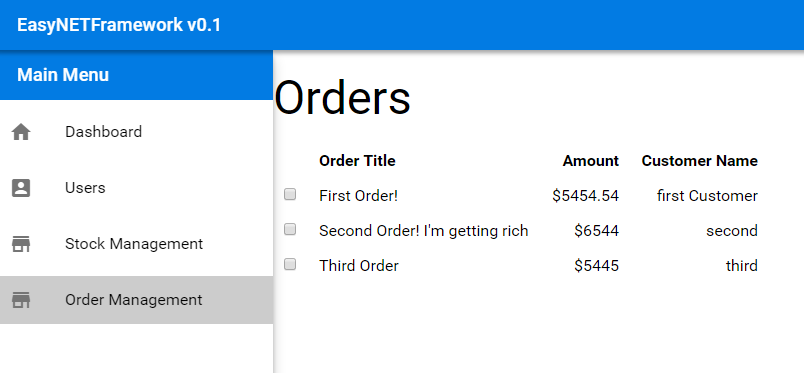 EasyNETFramework v0.1
Main Menu
Dashboard
Users
Stock Management
Order Management
Orders
Order Title Amount Customer Name
First Order! $5454.54 first Customer
Second Order! I'm getting rich $6544 second
Third Order $5445 third